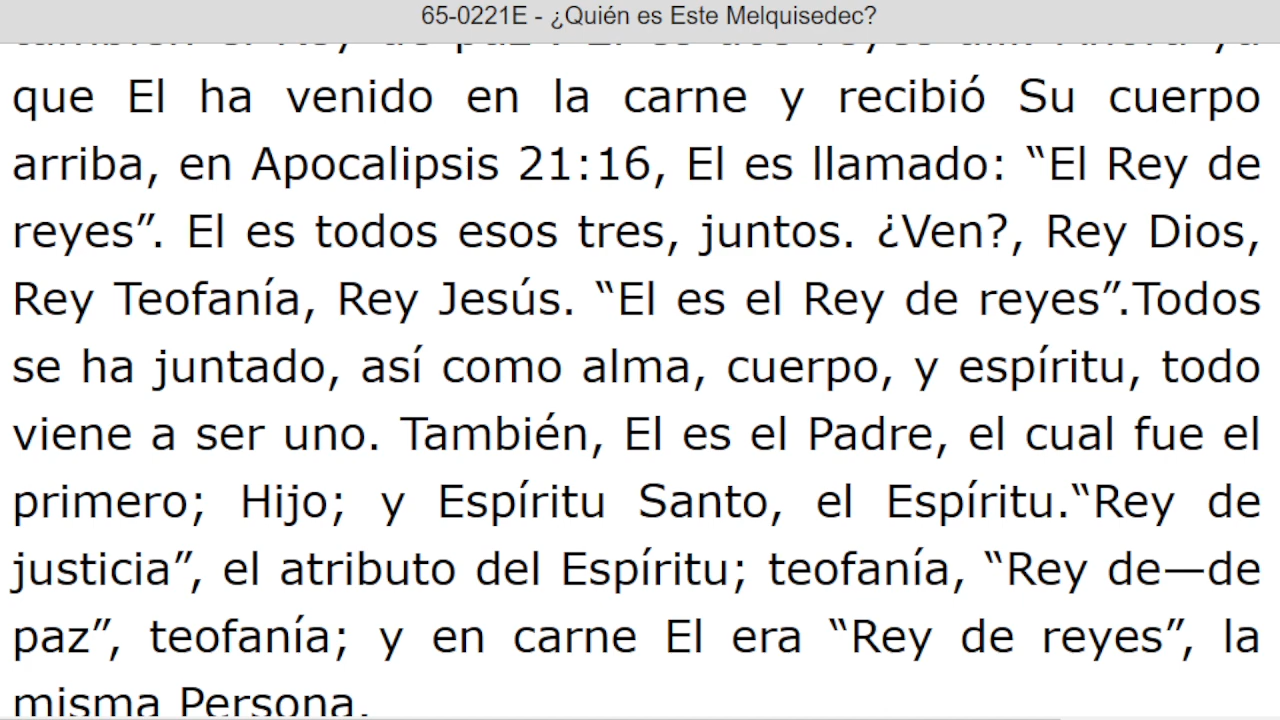 65-0221E - ¿Quién es Este Melquisedec?
que El ha venido en la carne y recibió Su cuerpo
arriba, en Apocalipsis 21:16, El es llamado: “El Rey de
reyes”. El es todos esos tres, juntos. ¿Ven?, Rey Dios,
Rey Teofanía, Rey Jesús. “El es el Rey de reyes”.Todos
se ha juntado, así como alma, cuerpo, y espíritu, todo
viene a ser uno. También, El es el Padre, el cual fue el
primero; Hijo; y Espíritu Santo, el Espíritu.“Rey de
justicia”, el atributo del Espíritu; teofanía, “Rey de—de
paz”, teofanía; y en carne El era “Rey de reyes”, la
misma Persona.